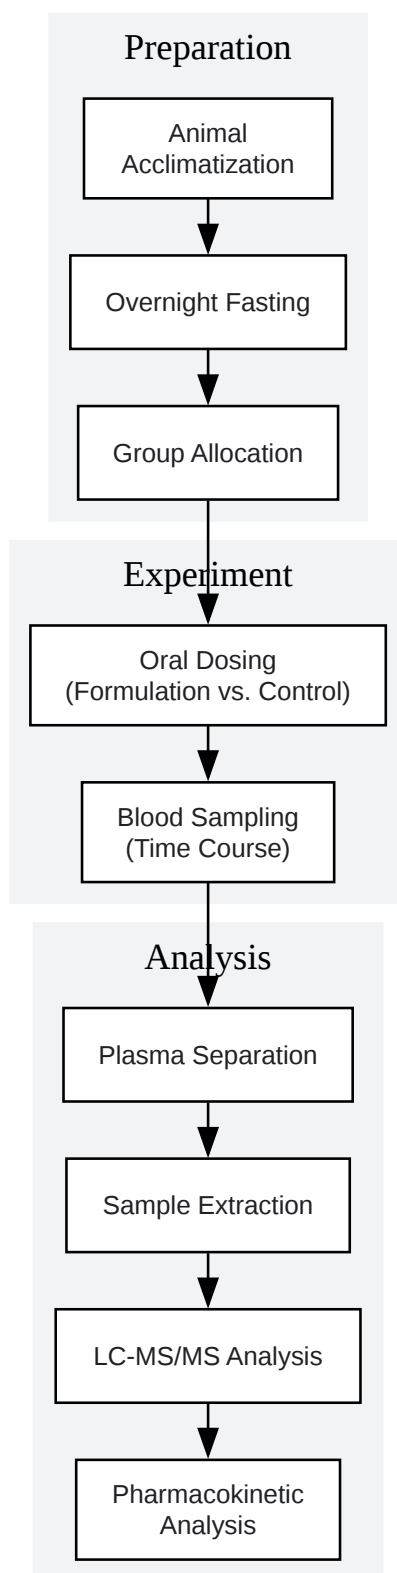 Preparation
Animal
Acclimatization
Overnight Fasting
Group Allocation
Experiment
Oral Dosing
(Formulation vs. Control)
Blood Sampling
(Time Course)
Analysis
Plasma Separation
Sample Extraction
LC-MS/MS Analysis
Pharmacokinetic
Analysis